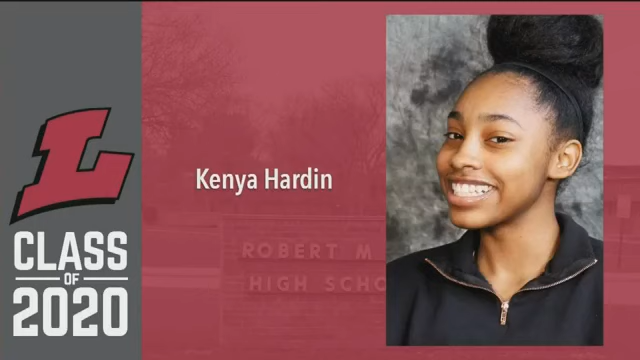 L
CLASS
OF
2020
Kenya Hardin
ROBERT M
HIGH SCHO